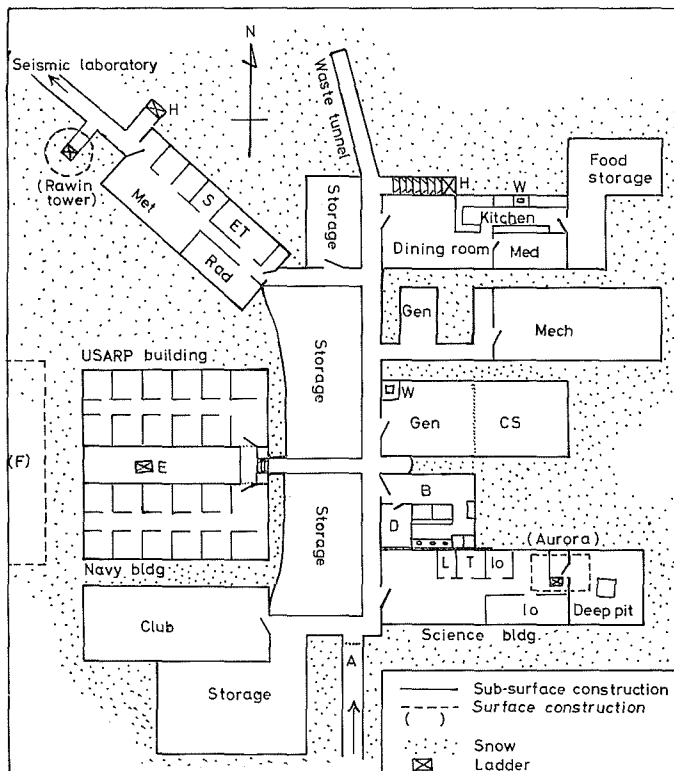 N
Seismic laboratory
H
(Rawin
tower)
Met
S
ET
Rad
Waste tunnel
Storage
H
W
Kitchen
Food
storage
Dining room
Med
Gen
Mech
Storage
USARP building
(F)
E
W
Gen
CS
B
D
Storage
(Aurora)
Navy bldg
L
T
Io
Io
Deep pit
Club
Science bldg.
A
Storage
Sub-surface construction
( ) Surface construction
Snow
Ladder